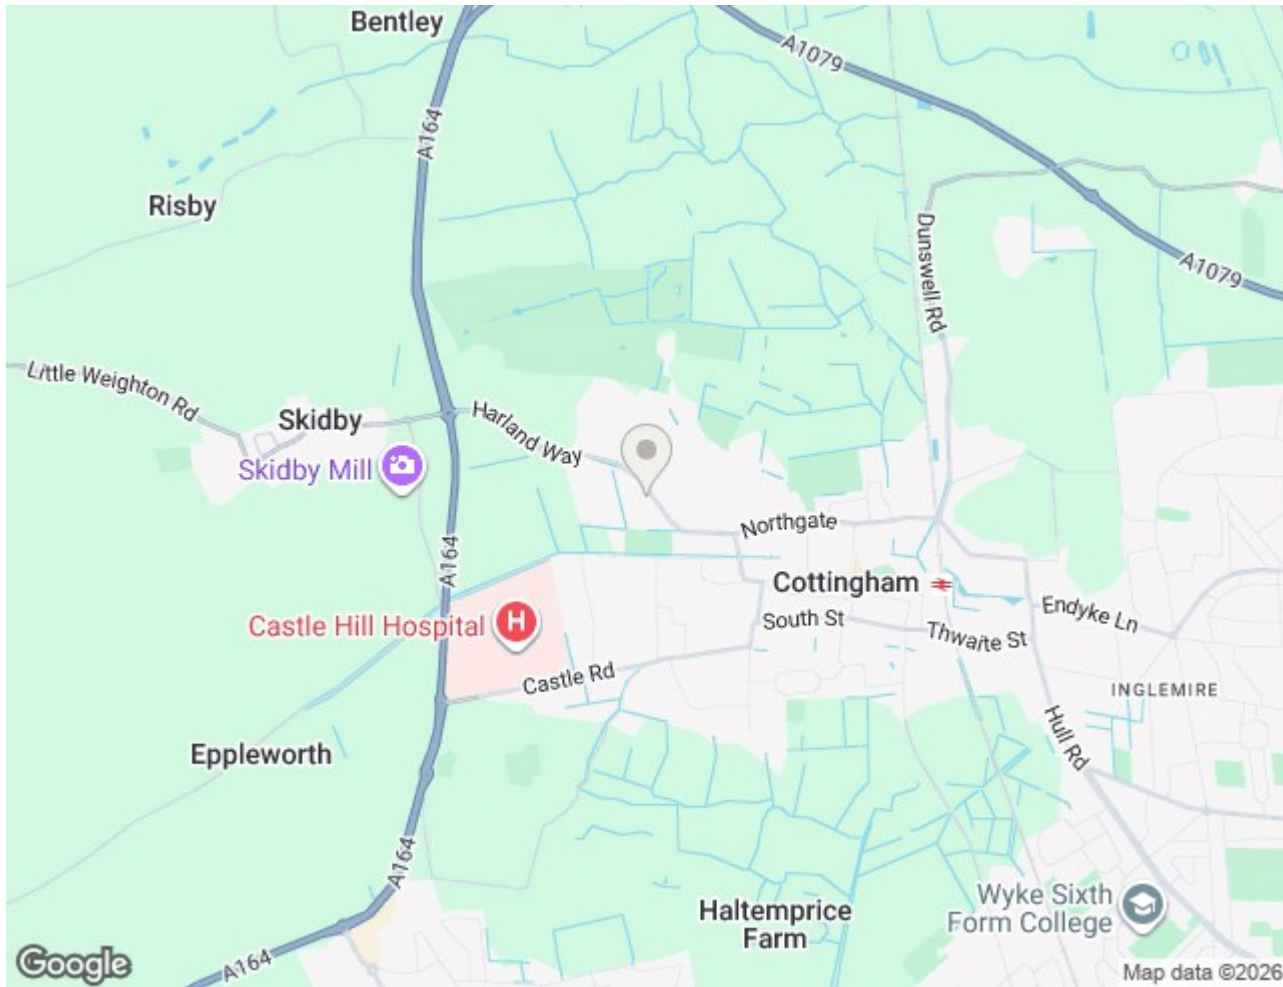 Bentley
A1079
A164
Risby
Dunswell Rd
A1079
Little Weighton Rd
Skidby
Harland Way
Skidby Mill
Northgate
A164
Cottingham
Castle Hill Hospital
H
South St
Endyke Ln
Thwaite St
Castle Rd
INGLEMIRE
Hull Rd
Eppleworth
A164
Wyke Sixth
Form College
Haltemprice
Farm
A164
Google
Map data ©2026